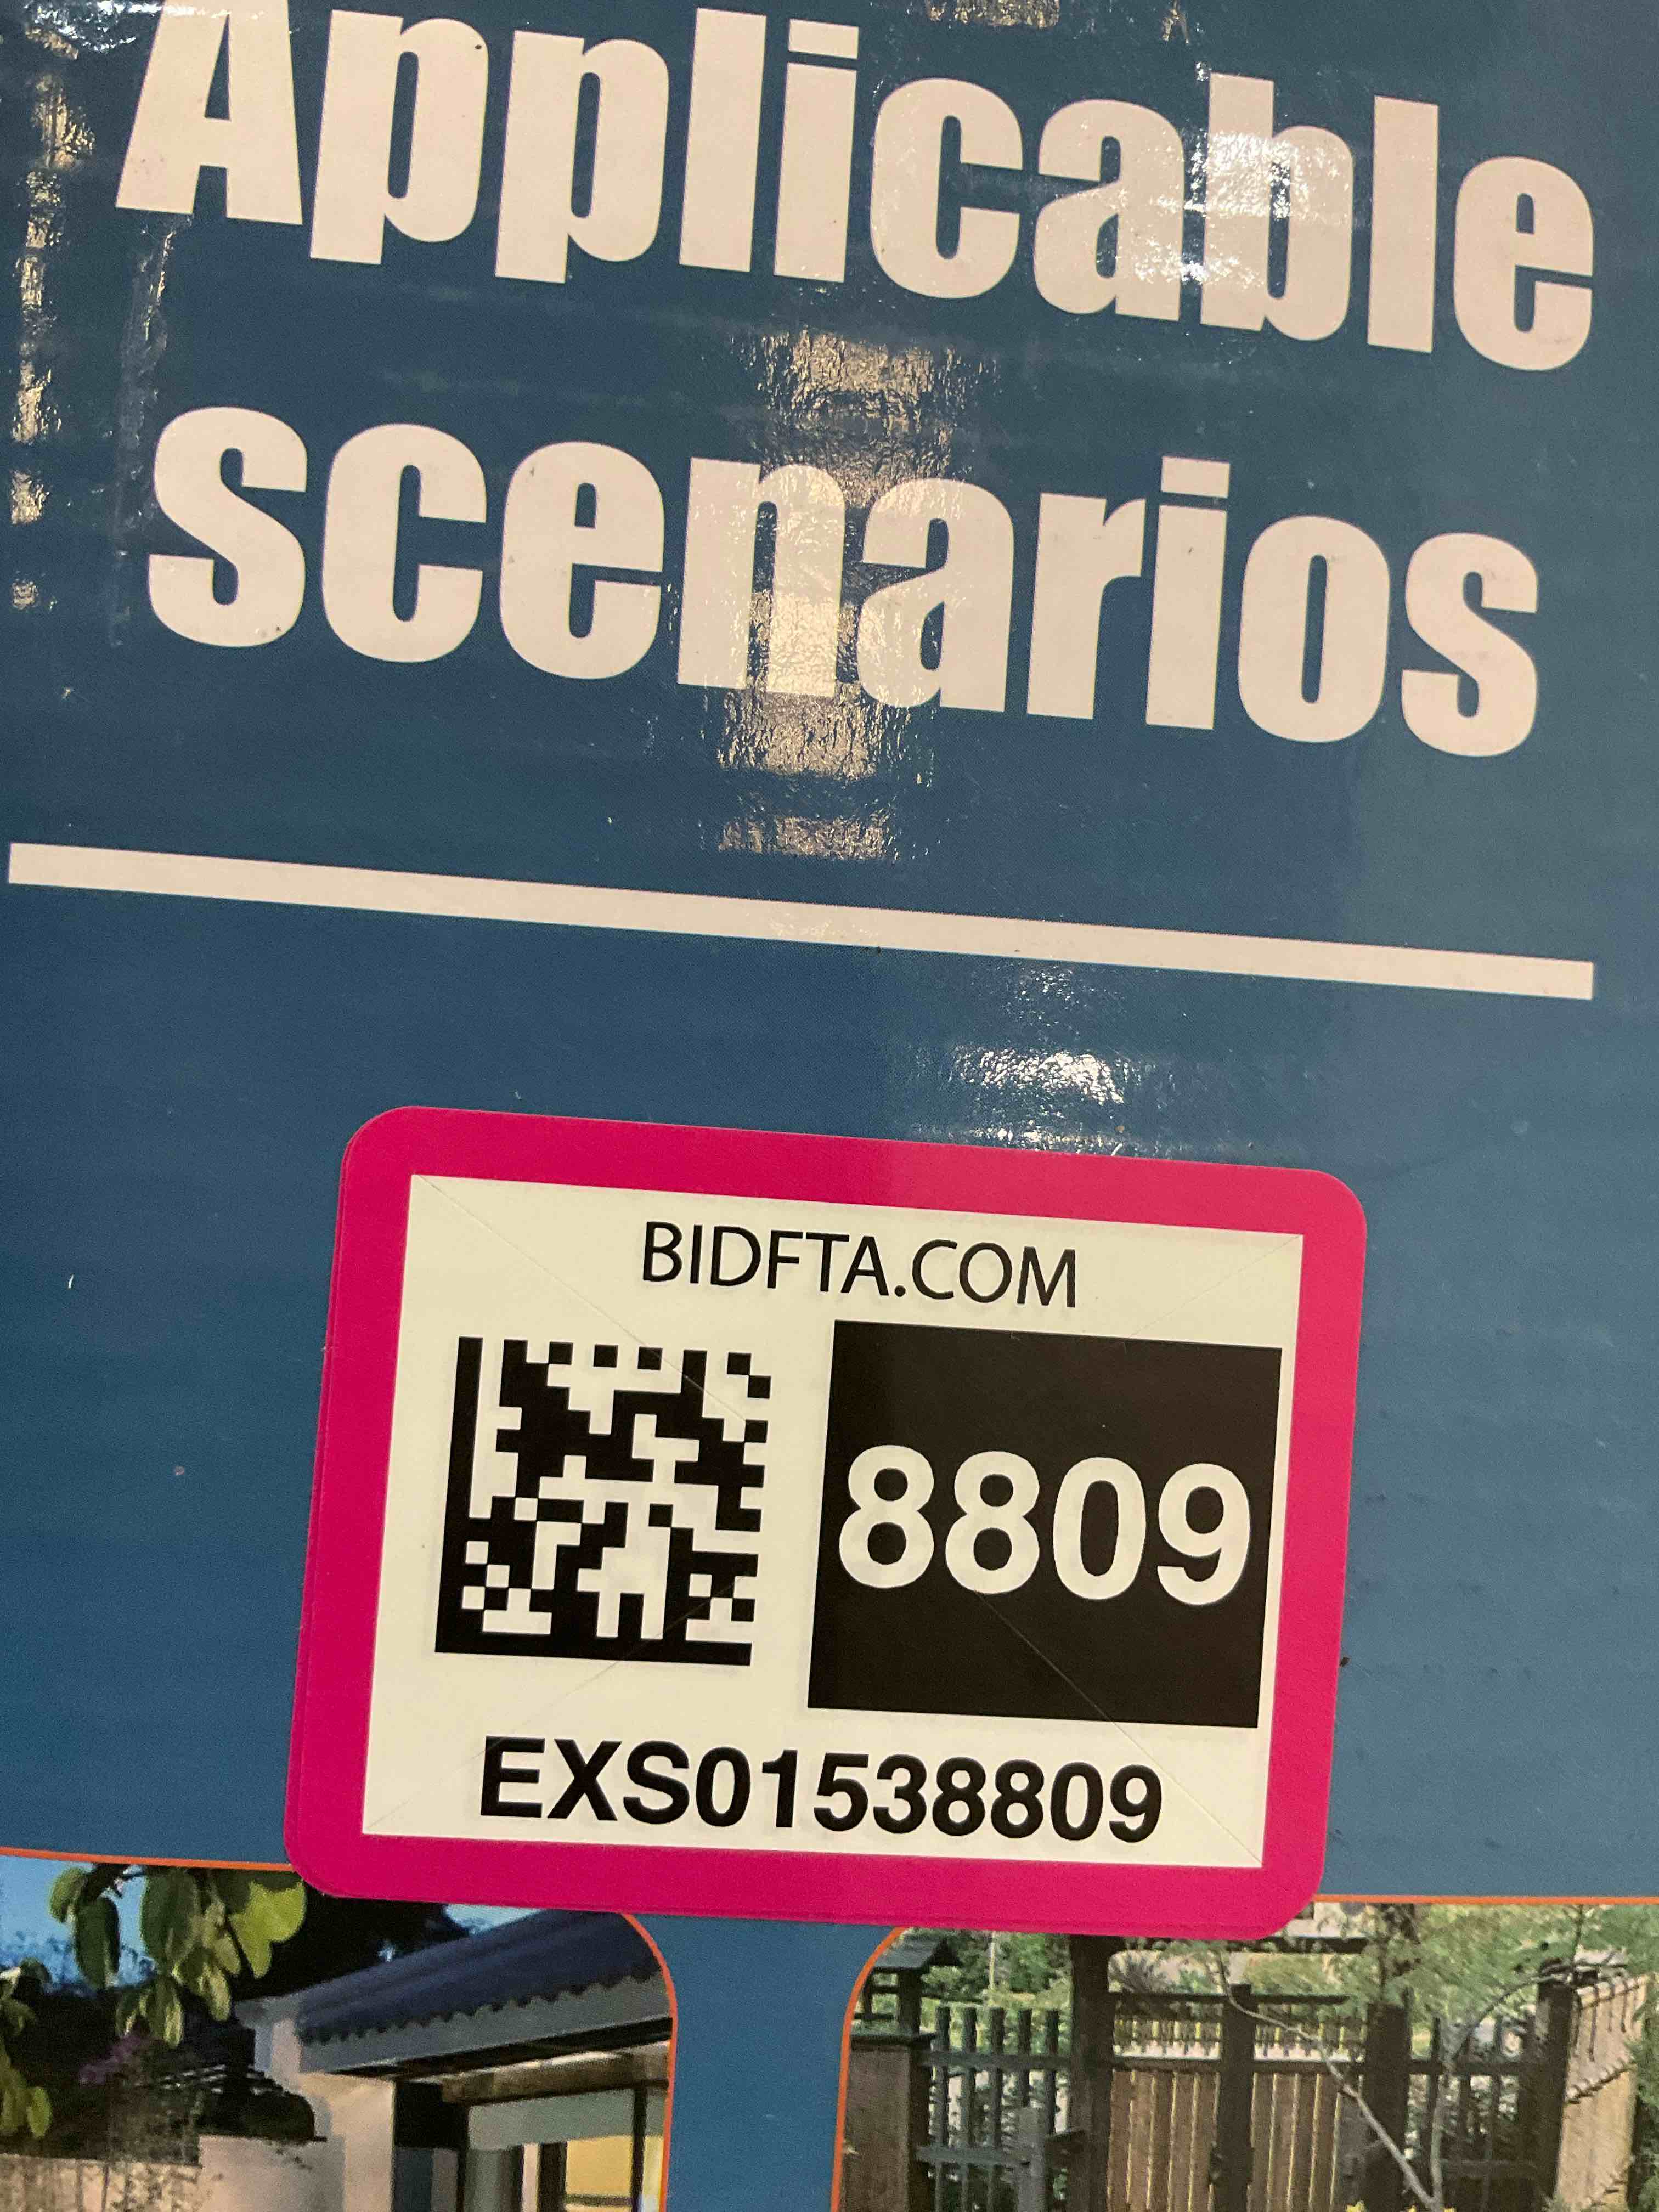 Applicable
scenarios
BIDFTA.COM
8809
EXS01538809